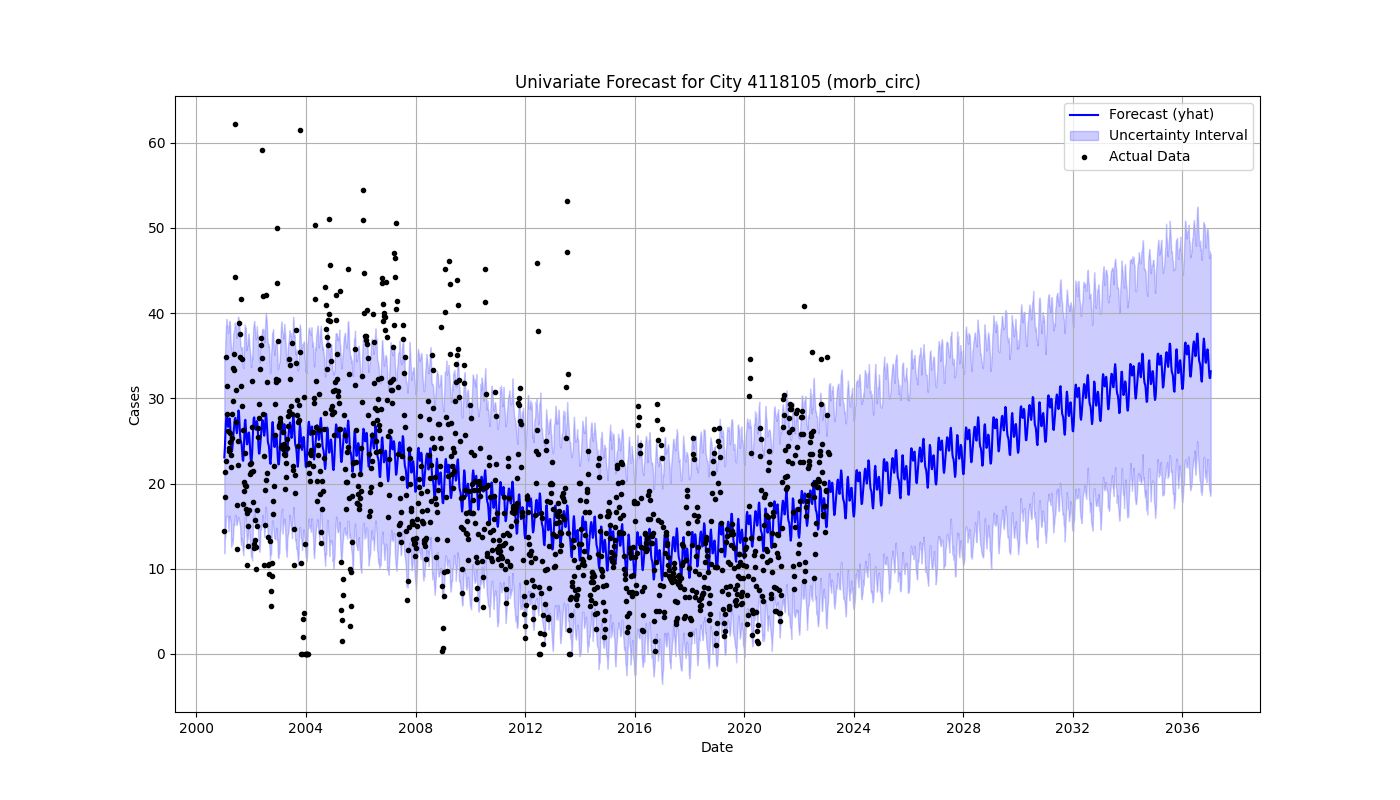 Univariate Forecast for City 4118105 (morb_circ)
Forecast (yhat)
Uncertainty Interval
Actual Data
60
50
40
30
20
10
0
Cases
2000 2004 2008 2012 2016 2020 2024 2028 2032 2036
Date